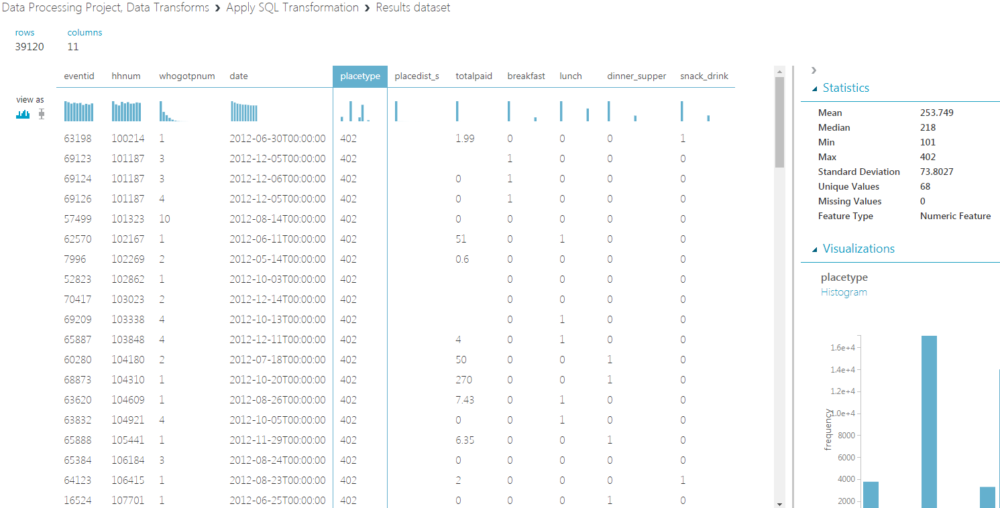 Data Processing Project, Data Transforms › Apply SQL Transformation › Results dataset
rows columns
39120 11
eventid hhnum whogotpnum date placetype placedist_s totalpaid breakfast lunch dinner_supper snack_drink
view as
63198 100214 1 2012-06-30T00:00:00 402 1.99 0 0 0 1
69123 101187 3 2012-12-05T00:00:00 402 1 0 0 0
69124 101187 3 2012-12-06T00:00:00 402 0 1 0 0 0
69126 101187 4 2012-12-05T00:00:00 402 0 1 0 0 0
57499 101323 10 2012-08-14T00:00:00 402 0 0 0 0 0
62570 102167 1 2012-06-11T00:00:00 402 51 0 1 0 0
7996 102269 2 2012-05-14T00:00:00 402 0.6 0 0 0 0
52823 102862 1 2012-10-03T00:00:00 402 0 0 0 0
70417 103023 2 2012-12-14T00:00:00 402 0 0 0 0
69209 103338 4 2012-10-13T00:00:00 402 0 1 0 0
65887 103848 4 2012-12-11T00:00:00 402 4 0 1 0 0
60280 104180 2 2012-07-18T00:00:00 402 50 0 0 1 0
68873 104310 1 2012-10-20T00:00:00 402 270 0 0 1 0
63620 104609 1 2012-08-26T00:00:00 402 7.43 0 1 0 0
63832 104921 4 2012-10-05T00:00:00 402 0 0 1 0 0
65888 105441 1 2012-11-29T00:00:00 402 6.35 0 0 1 0
65384 106184 3 2012-08-24T00:00:00 402 0 0 0 0 0
64123 106415 1 2012-08-23T00:00:00 402 2 0 0 0 1
16524 107701 1 2012-06-25T00:00:00 402 0 0 0 1 0
Statistics
Mean 253.749
Median 218
Min 101
Max 402
Standard Deviation 73.8027
Unique Values 68
Missing Values 0
Feature Type Numeric Feature
Visualizations
placetype
Histogram
1.6e+4
1.4e+4
1.2e+4
1.0e+4
8000
6000
4000
2000
frequency